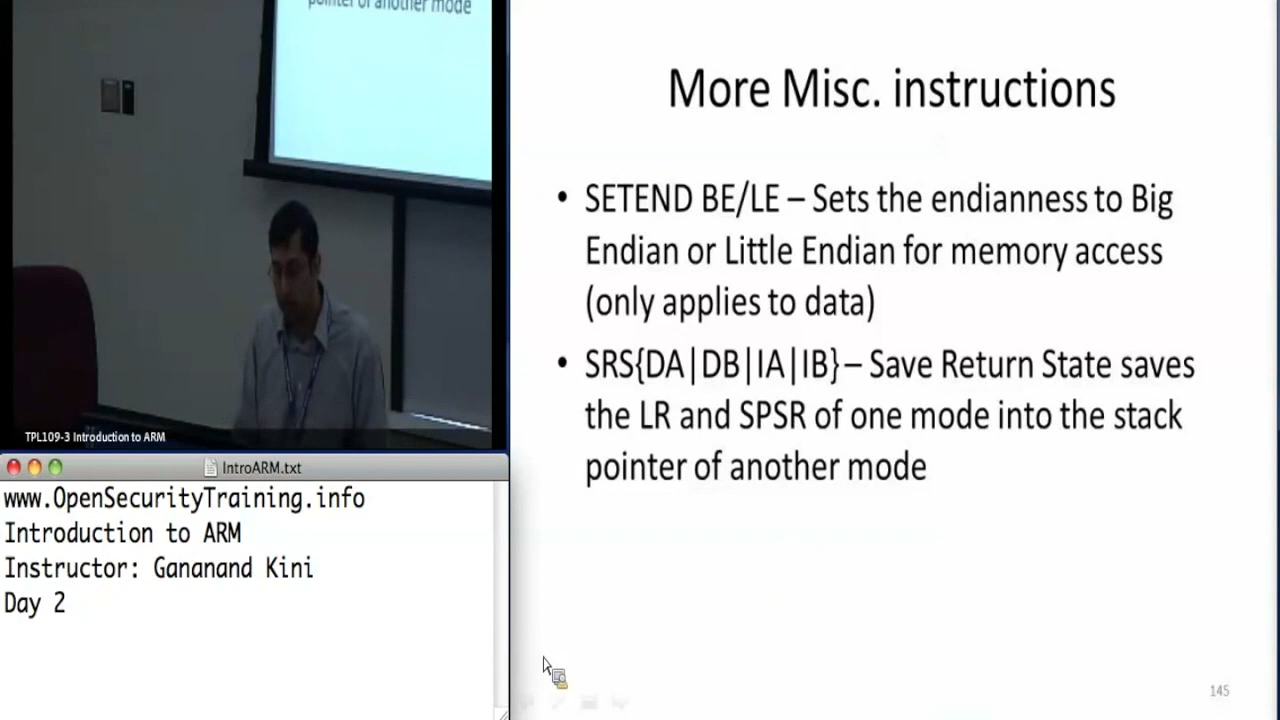 pointer of another mode
TPL109-3 Introduction to ARM
IntroARM.txt
www.OpenSecurityTraining.info
Introduction to ARM
Instructor: Gananand Kini
Day 2
More Misc. instructions
• SETEND BE/LE – Sets the endianness to Big
Endian or Little Endian for memory access
(only applies to data)
• SRS{DA|DB|IA|IB} – Save Return State saves
the LR and SPSR of one mode into the stack
pointer of another mode
145